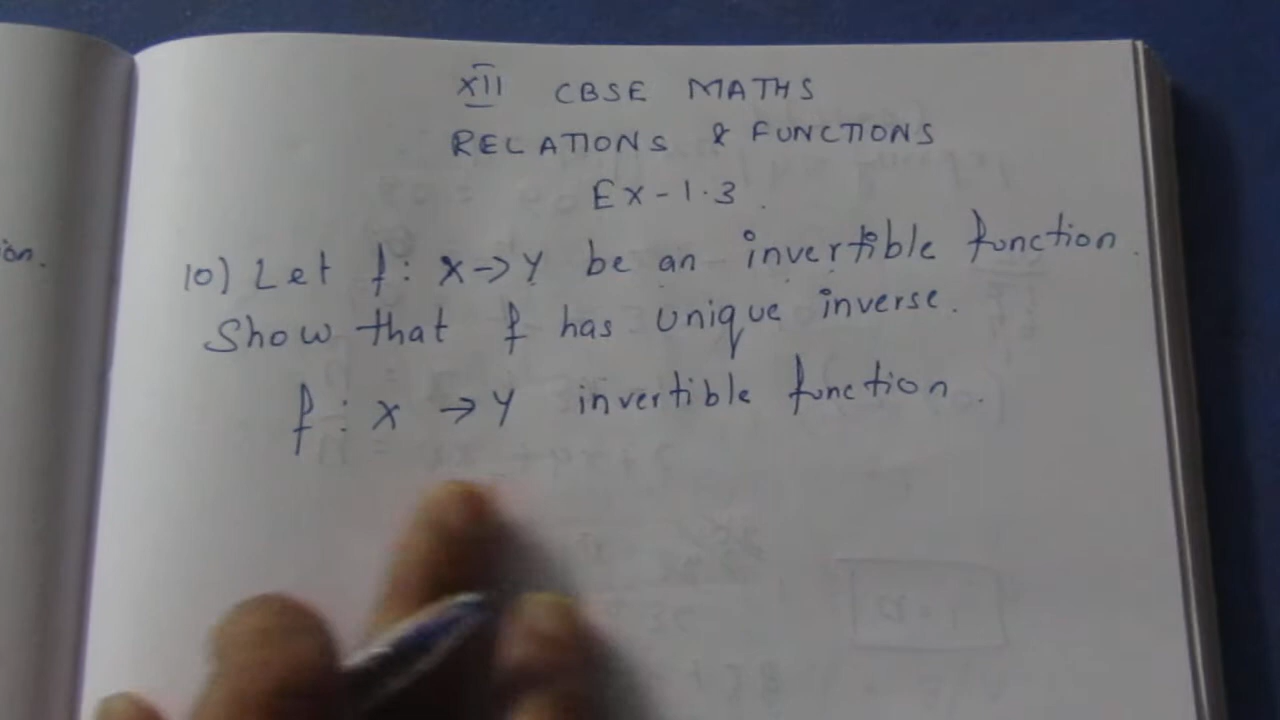 ion.
XII CBSE MATHS
RELATIONS & FUNCTIONS
Ex-1.3.
10) Let f: X→Y be an invertible function.
Show that f has unique inverse.
f: X → Y invertible function.